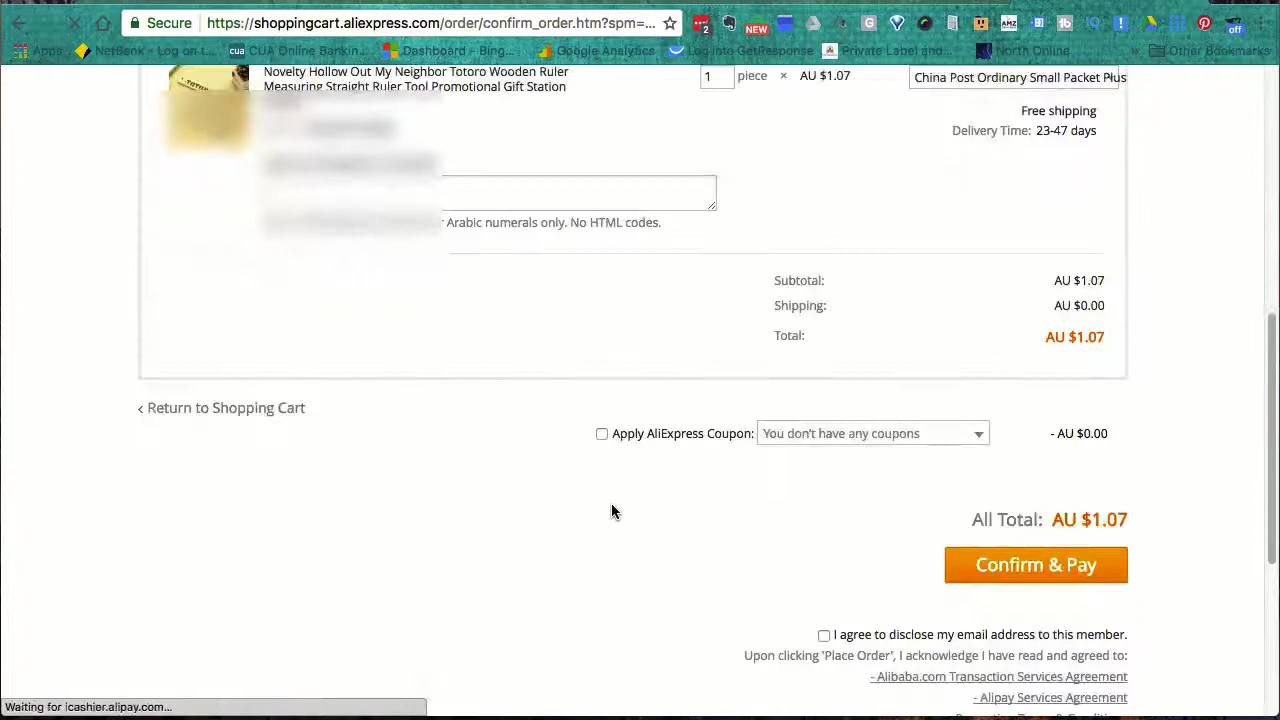 Secure https://shoppingcart.aliexpress.com/order/confirm_order.htm?spm=... 2 NEW AMZ 10 off
Apps NetBank - Log on t... cua CUA Online Bankin... Dashboard - Bing... Google Analytics Log into GetResponse Private Label and... North Online » Other Bookmarks
Novelty Hollow Out My Neighbor Totoro Wooden Ruler 1 piece × AU $1.07 China Post Ordinary Small Packet Plus
Measuring Straight Ruler Tool Promotional Gift Station
Free shipping
Delivery Time: 23-47 days
Arabic numerals only. No HTML codes.
Subtotal: AU $1.07
Shipping: AU $0.00
Total: AU $1.07
‹ Return to Shopping Cart
Apply AliExpress Coupon: You don't have any coupons - AU $0.00
All Total: AU $1.07
Confirm & Pay
I agree to disclose my email address to this member.
Upon clicking 'Place Order', I acknowledge I have read and agreed to:
- Alibaba.com Transaction Services Agreement
- Alipay Services Agreement
Waiting for icashier.alipay.com...